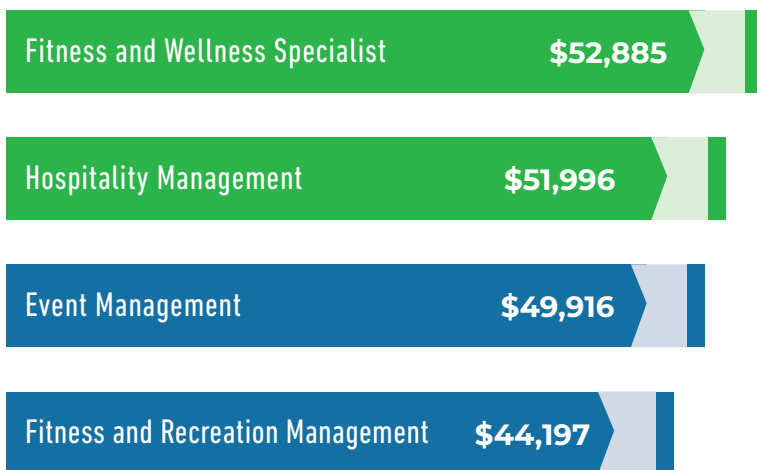 Fitness and Wellness Specialist $52,885
Hospitality Management $51,996
Event Management $49,916
Fitness and Recreation Management $44,197